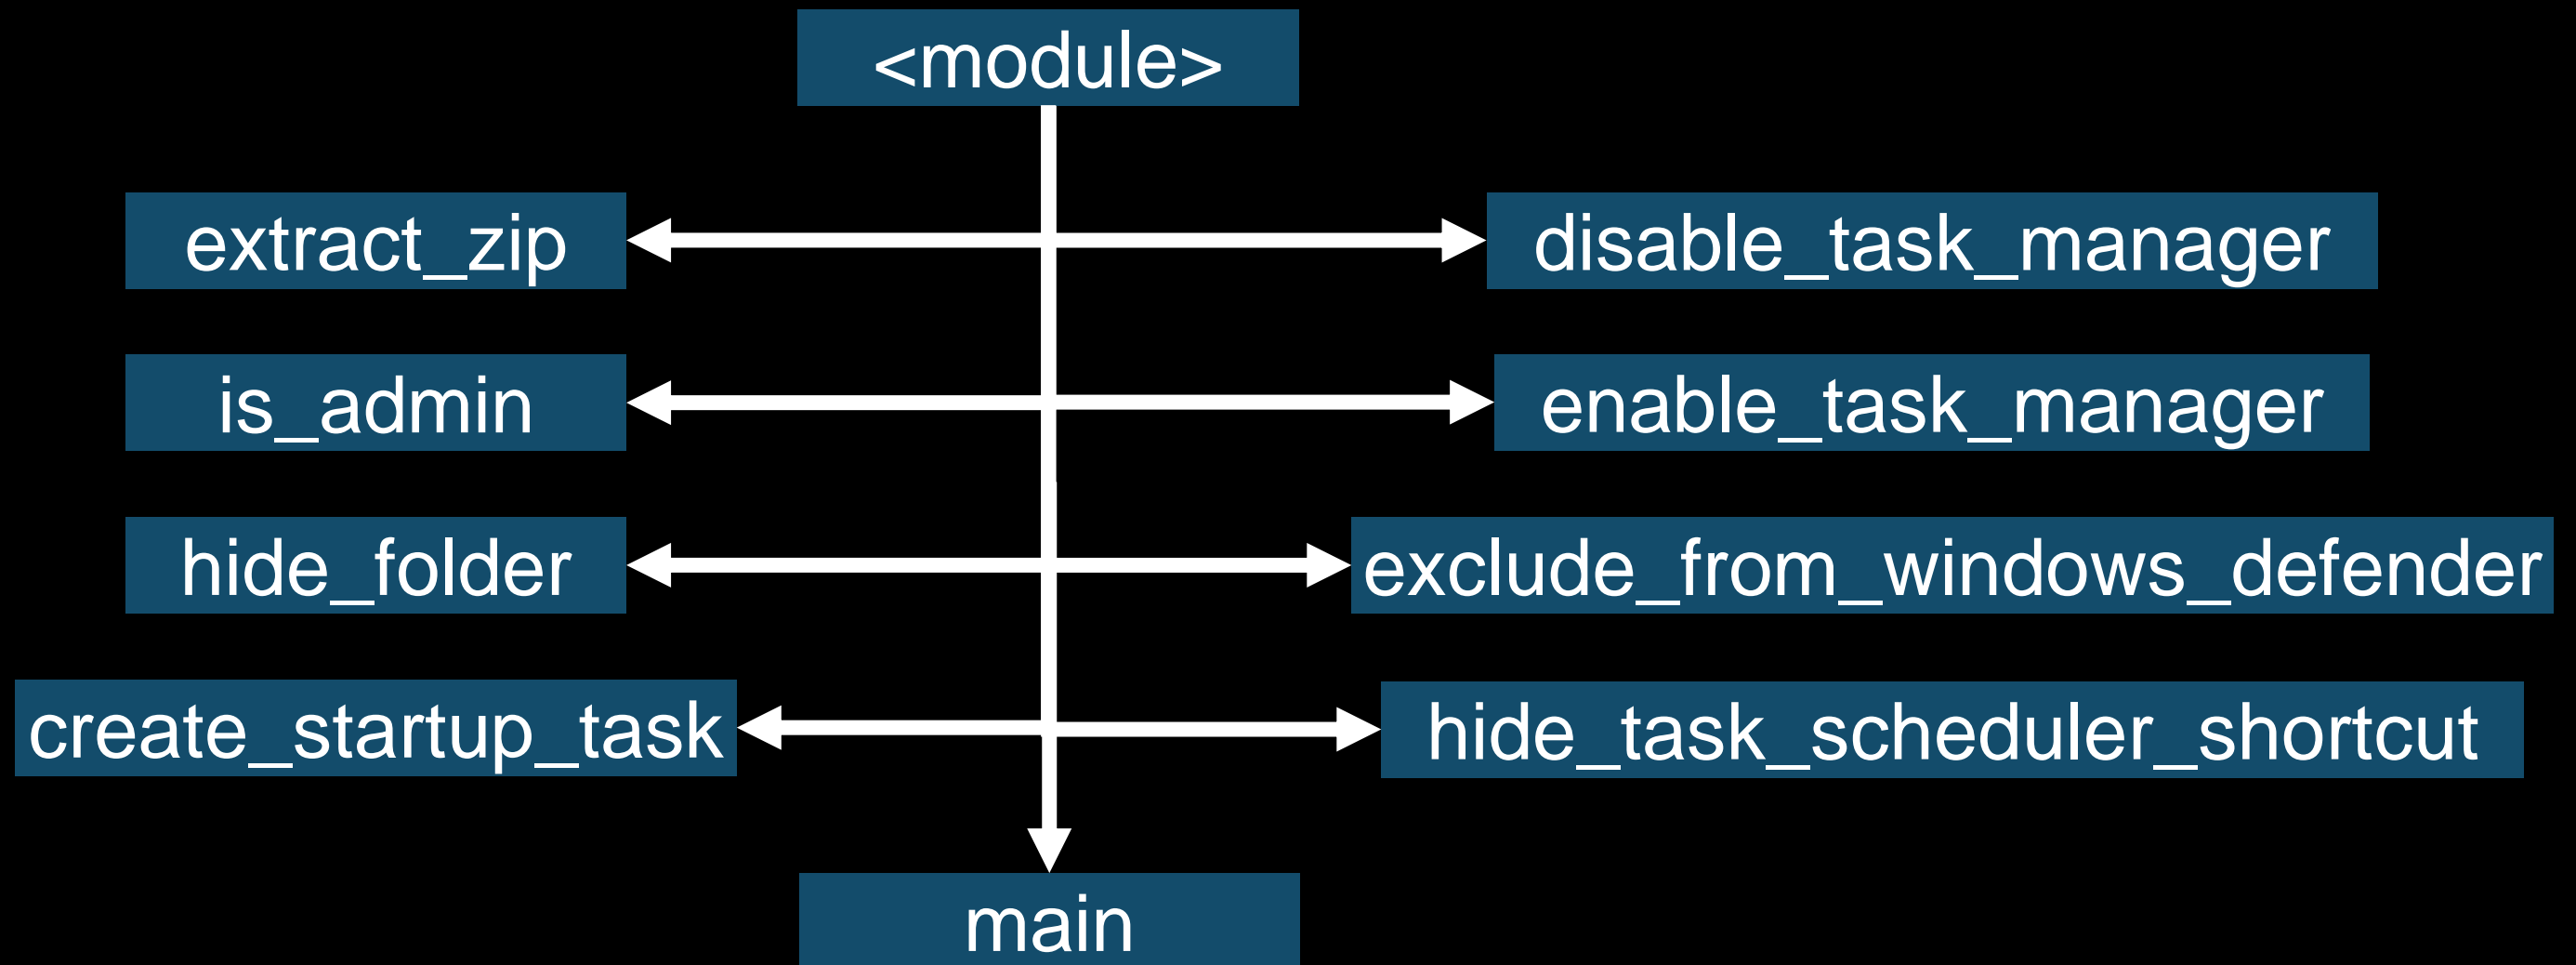 <module>
extract_zip
disable_task_manager
is_admin
enable_task_manager
hide_folder
exclude_from_windows_defender
create_startup_task
hide_task_scheduler_shortcut
main